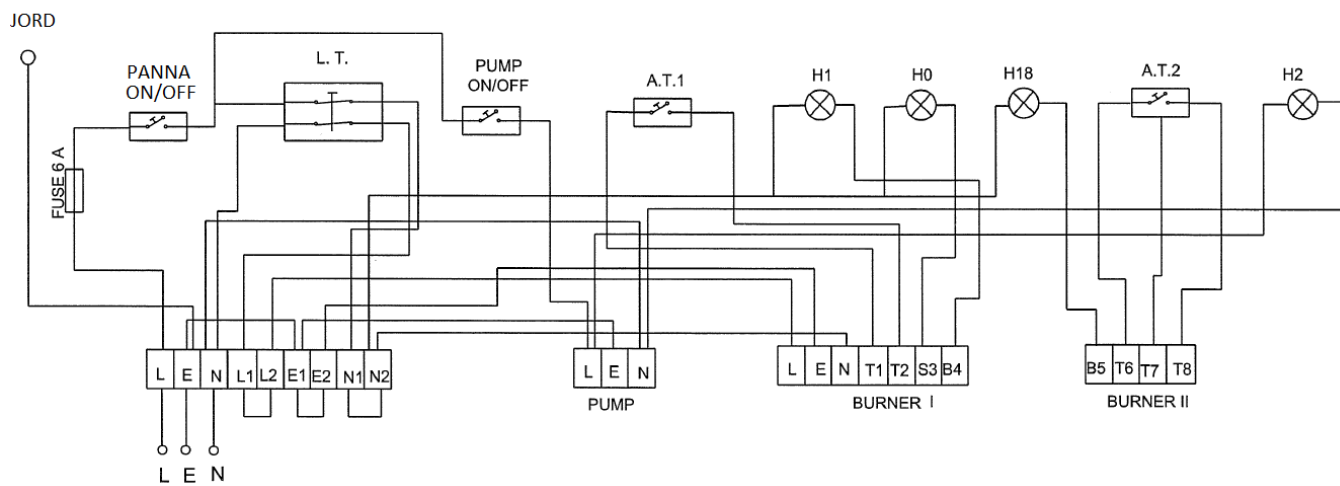 JORD
PANNA
ON/OFF
L. T.
PUMP
ON/OFF
A.T.1
H1
H0
H18
A.T.2
H2
FUSE 6 A
L E N L1 L2 E1 E2 N1 N2
L E N
PUMP
L E N T1 T2 S3 B4
BURNER I
B5 T6 T7 T8
BURNER II
L E N